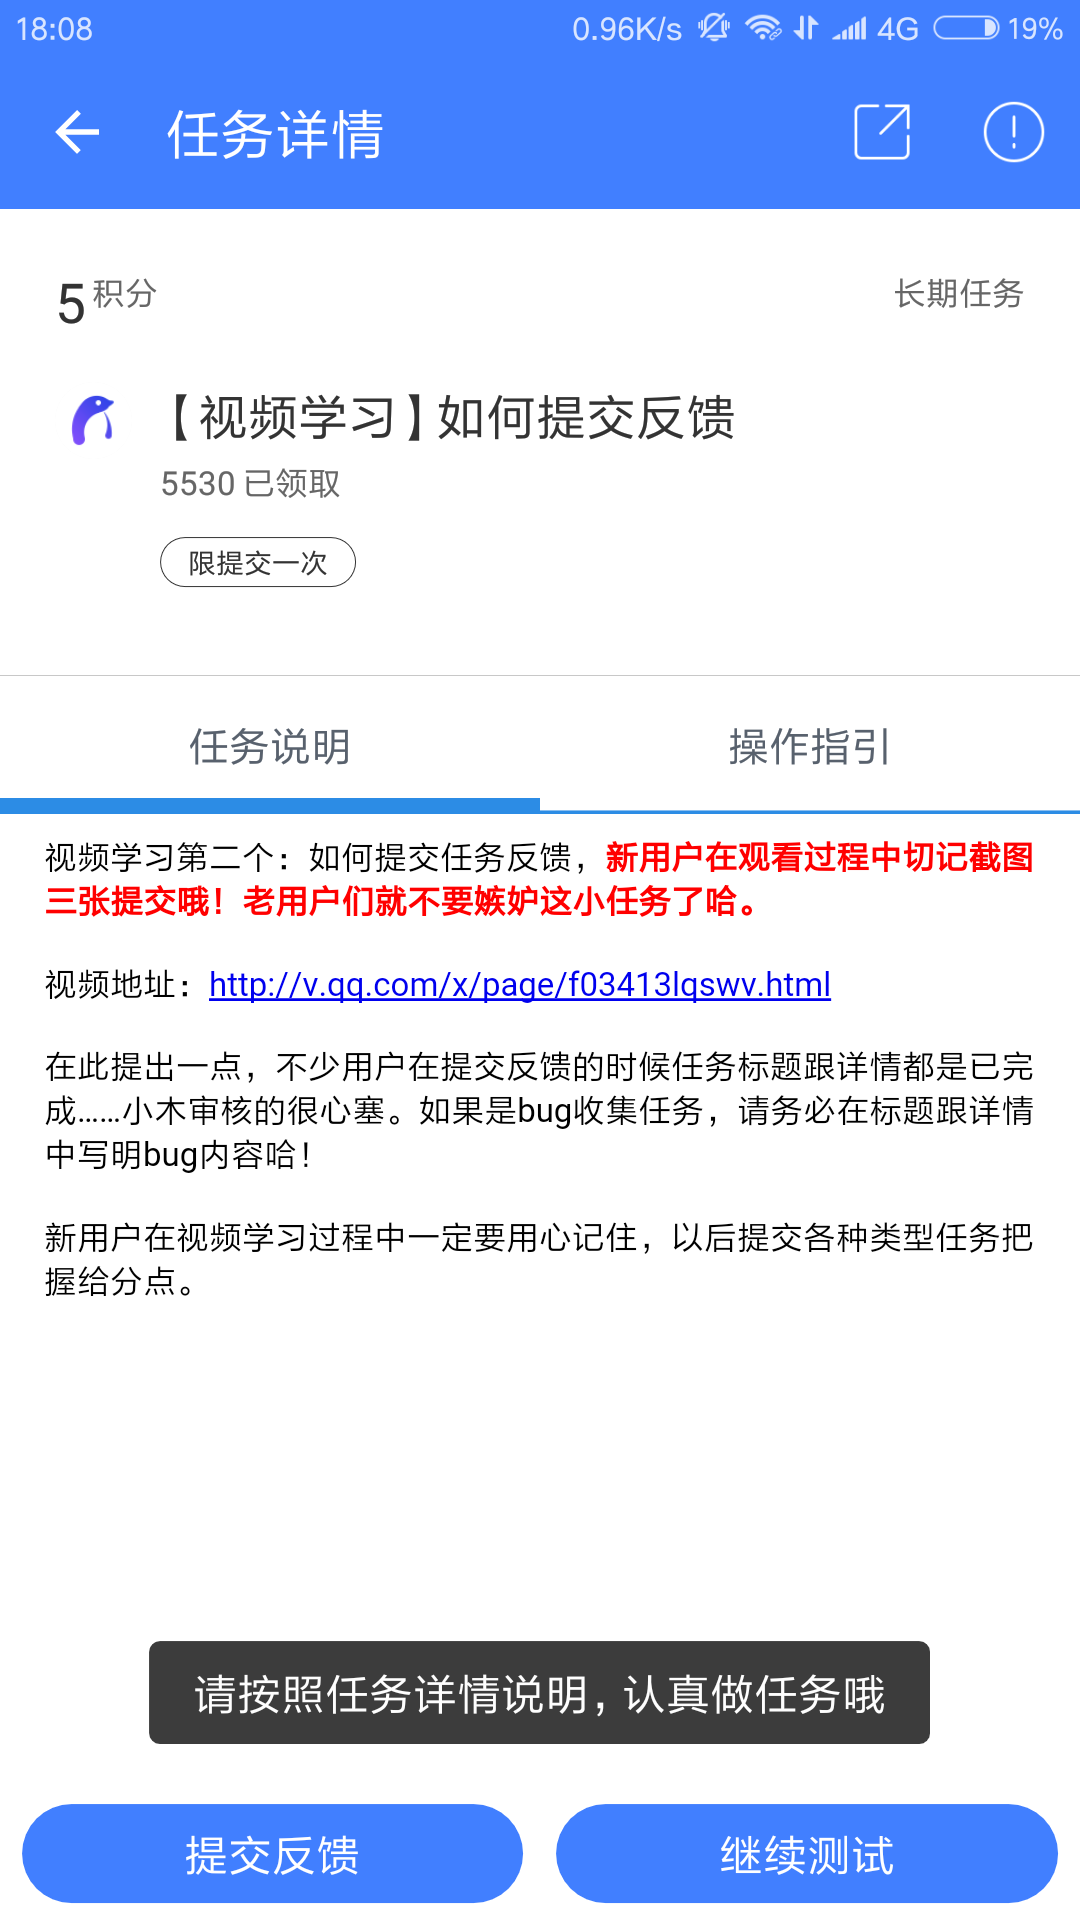 18:08
0.96K/s 4G 19%
任务详情
5 积分
长期任务
【视频学习】如何提交反馈
5530 已领取
限提交一次
任务说明
操作指引
视频学习第二个：如何提交任务反馈，新用户在观看过程中切记截图
三张提交哦！老用户们就不要嫉妒这小任务了哈。
视频地址：http://v.qq.com/x/page/f03413lqswv.html
在此提出一点，不少用户在提交反馈的时候任务标题跟详情都是已完
成......小木审核的很心塞。如果是bug收集任务，请务必在标题跟详情
中写明bug内容哈！
新用户在视频学习过程中一定要用心记住，以后提交各种类型任务把
握给分点。
请按照任务详情说明，认真做任务哦
提交反馈
继续测试